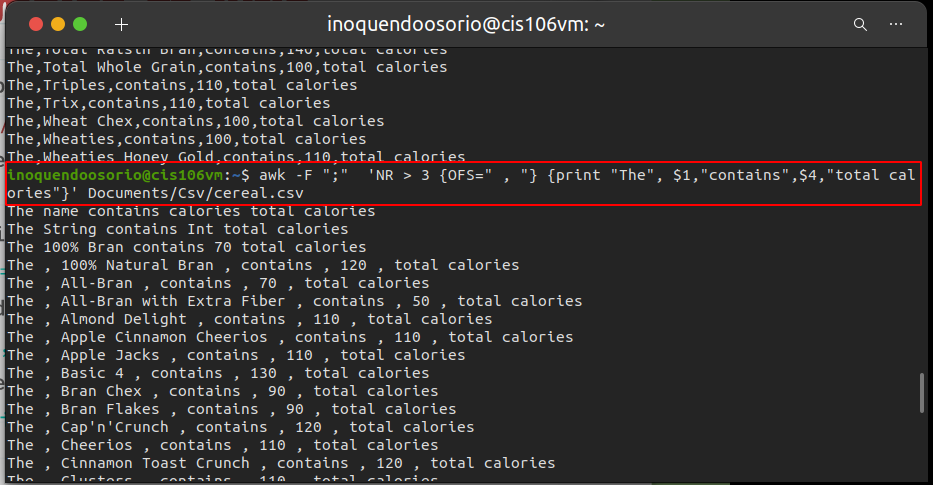 inoquendoosorio@cis106vm: ~
The,Total Raisin Bran,contains,140,total calories
The,Total Whole Grain,contains,100,total calories
The,Triples,contains,110,total calories
The,Trix,contains,110,total calories
The,Wheat Chex,contains,100,total calories
The,Wheaties,contains,100,total calories
The,Wheaties Honey Gold,contains,110,total calories
inoquendoosorio@cis106vm:~$ awk -F ";"  'NR > 3 {OFS=" , "} {print "The", $1,"contains",$4,"total cal
ories"}' Documents/Csv/cereal.csv
The name contains calories total calories
The String contains Int total calories
The 100% Bran contains 70 total calories
The , 100% Natural Bran , contains , 120 , total calories
The , All-Bran , contains , 70 , total calories
The , All-Bran with Extra Fiber , contains , 50 , total calories
The , Almond Delight , contains , 110 , total calories
The , Apple Cinnamon Cheerios , contains , 110 , total calories
The , Apple Jacks , contains , 110 , total calories
The , Basic 4 , contains , 130 , total calories
The , Bran Chex , contains , 90 , total calories
The , Bran Flakes , contains , 90 , total calories
The , Cap'n'Crunch , contains , 120 , total calories
The , Cheerios , contains , 110 , total calories
The , Cinnamon Toast Crunch , contains , 120 , total calories
The , Clusters , contains , 110 , total calories